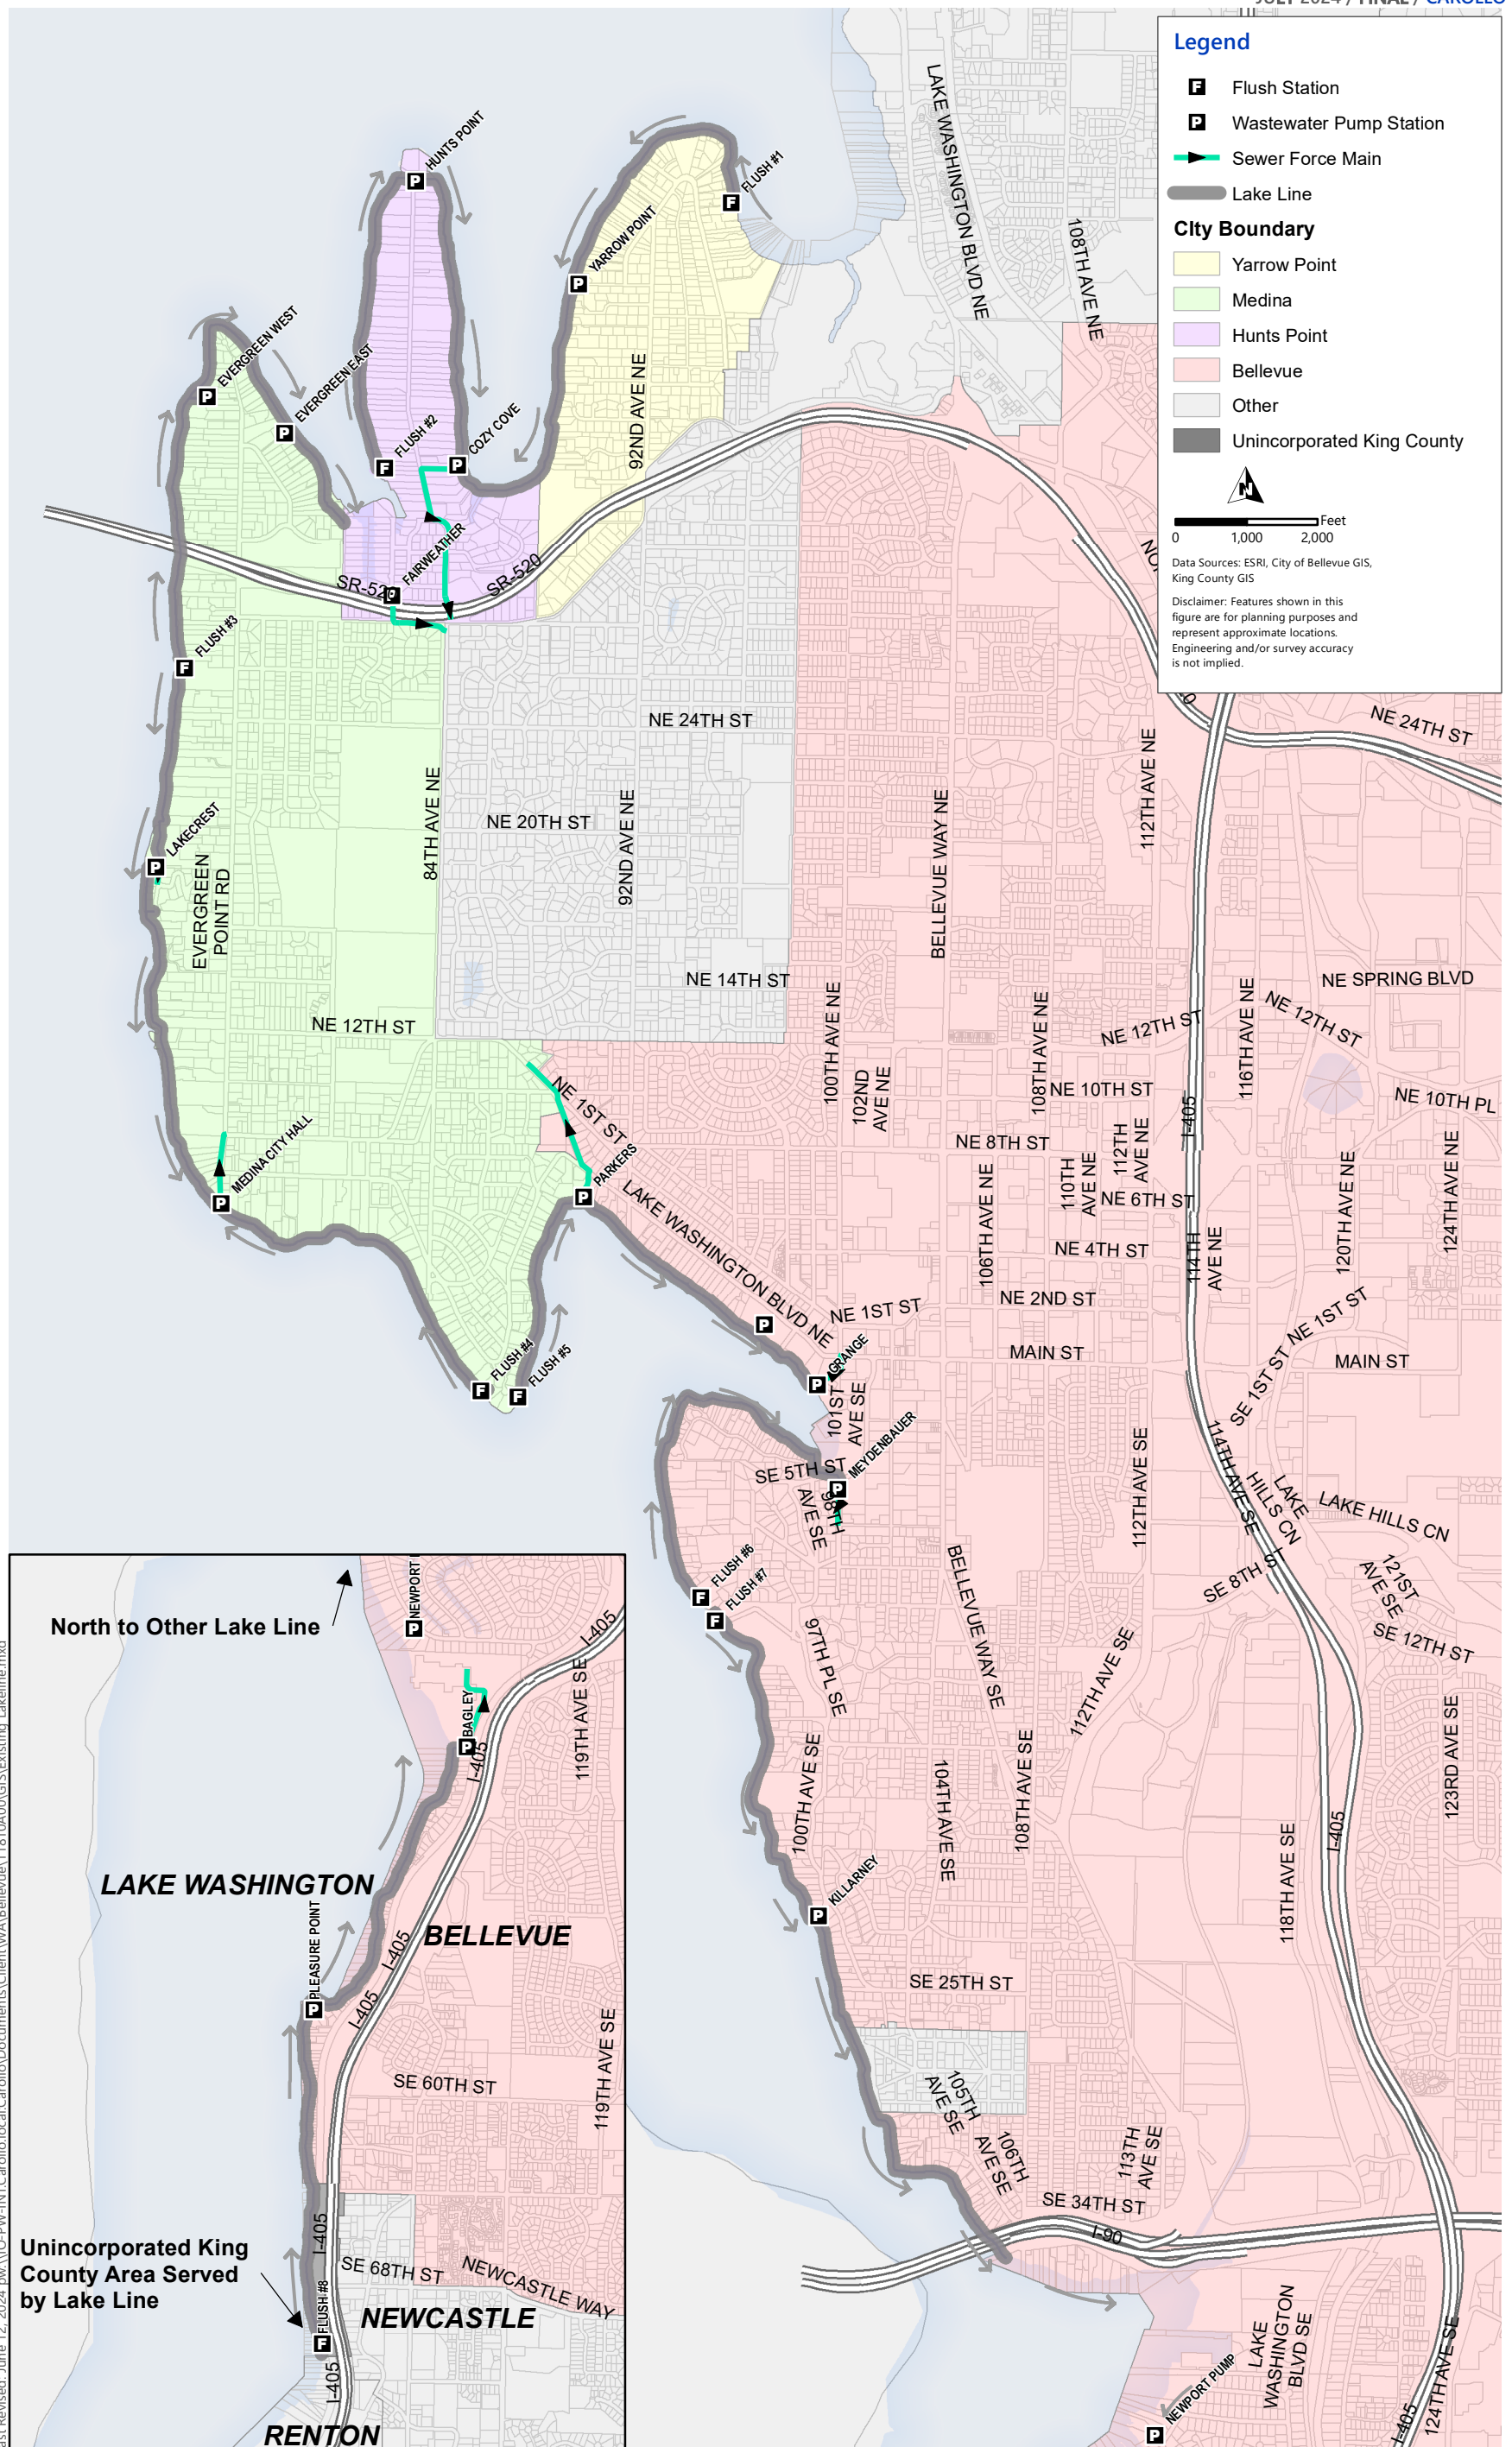 JULY 2024 / FINAL / CAROLLO
Legend
F Flush Station
P Wastewater Pump Station
Sewer Force Main
Lake Line
CIty Boundary
Yarrow Point
Medina
Hunts Point
Bellevue
Other
Unincorporated King County
N
Feet
0 1,000 2,000
Data Sources: ESRI, City of Bellevue GIS,
King County GIS
Disclaimer: Features shown in this
figure are for planning purposes and
represent approximate locations.
Engineering and/or survey accuracy
is not implied.
P HUNTS POINT
F FLUSH #1
P YARROW POINT
LAKE WASHINGTON BLVD NE
108TH AVE NE
P EVERGREEN WEST
P EVERGREEN EAST
F FLUSH #2
P COZY COVE
92ND AVE NE
P FAIRWEATHER
SR-520
SR-520
F FLUSH #3
NE 24TH ST
NE 24TH ST
84TH AVE NE
NE 20TH ST
92ND AVE NE
BELLEVUE WAY NE
112TH AVE NE
P LAKECREST
EVERGREEN
POINT RD
NE 14TH ST
NE SPRING BLVD
NE 12TH ST
100TH AVE NE
102ND
AVE NE
108TH AVE NE
NE 12TH ST
116TH AVE NE
NE 12TH ST
NE 10TH ST
NE 10TH PL
I-405
NE 1ST ST
P MEDINA CITY HALL
P PARKERS
NE 8TH ST
112TH
AVE NE
110TH
AVE NE
106TH AVE NE
NE 6TH ST
120TH AVE NE
124TH AVE NE
LAKE WASHINGTON BLVD NE
NE 4TH ST
114TH
AVE NE
NE 2ND ST
NE 1ST ST
P
NE 1ST ST
MAIN ST
MAIN ST
F FLUSH #4
F FLUSH #5
P GRANGE
101ST
AVE SE
SE 1ST ST
P MEYDENBAUER
SE 5TH ST
98TH
AVE SE
112TH AVE SE
114TH AVE SE
LAKE
HILLS CN
LAKE HILLS CN
F FLUSH #6
F FLUSH #7
BELLEVUE WAY SE
SE 8TH ST
121ST
AVE SE
SE 12TH ST
97TH PL SE
112TH AVE SE
100TH AVE SE
104TH AVE SE
108TH AVE SE
123RD AVE SE
118TH AVE SE
I-405
P KILLARNEY
SE 25TH ST
105TH
AVE SE
106TH
AVE SE
113TH
AVE SE
SE 34TH ST
I-90
LAKE
WASHINGTON
BLVD SE
P NEWPORT PUMP
I-405
124TH AVE SE
North to Other Lake Line
P NEWPORT
I-405
P BAGLEY
I-405
119TH AVE SE
LAKE WASHINGTON
BELLEVUE
P PLEASURE POINT
I-405
I-405
SE 60TH ST
119TH AVE SE
I-405
Unincorporated King
County Area Served
by Lake Line
SE 68TH ST
NEWCASTLE WAY
F FLUSH #8
NEWCASTLE
I-405
RENTON